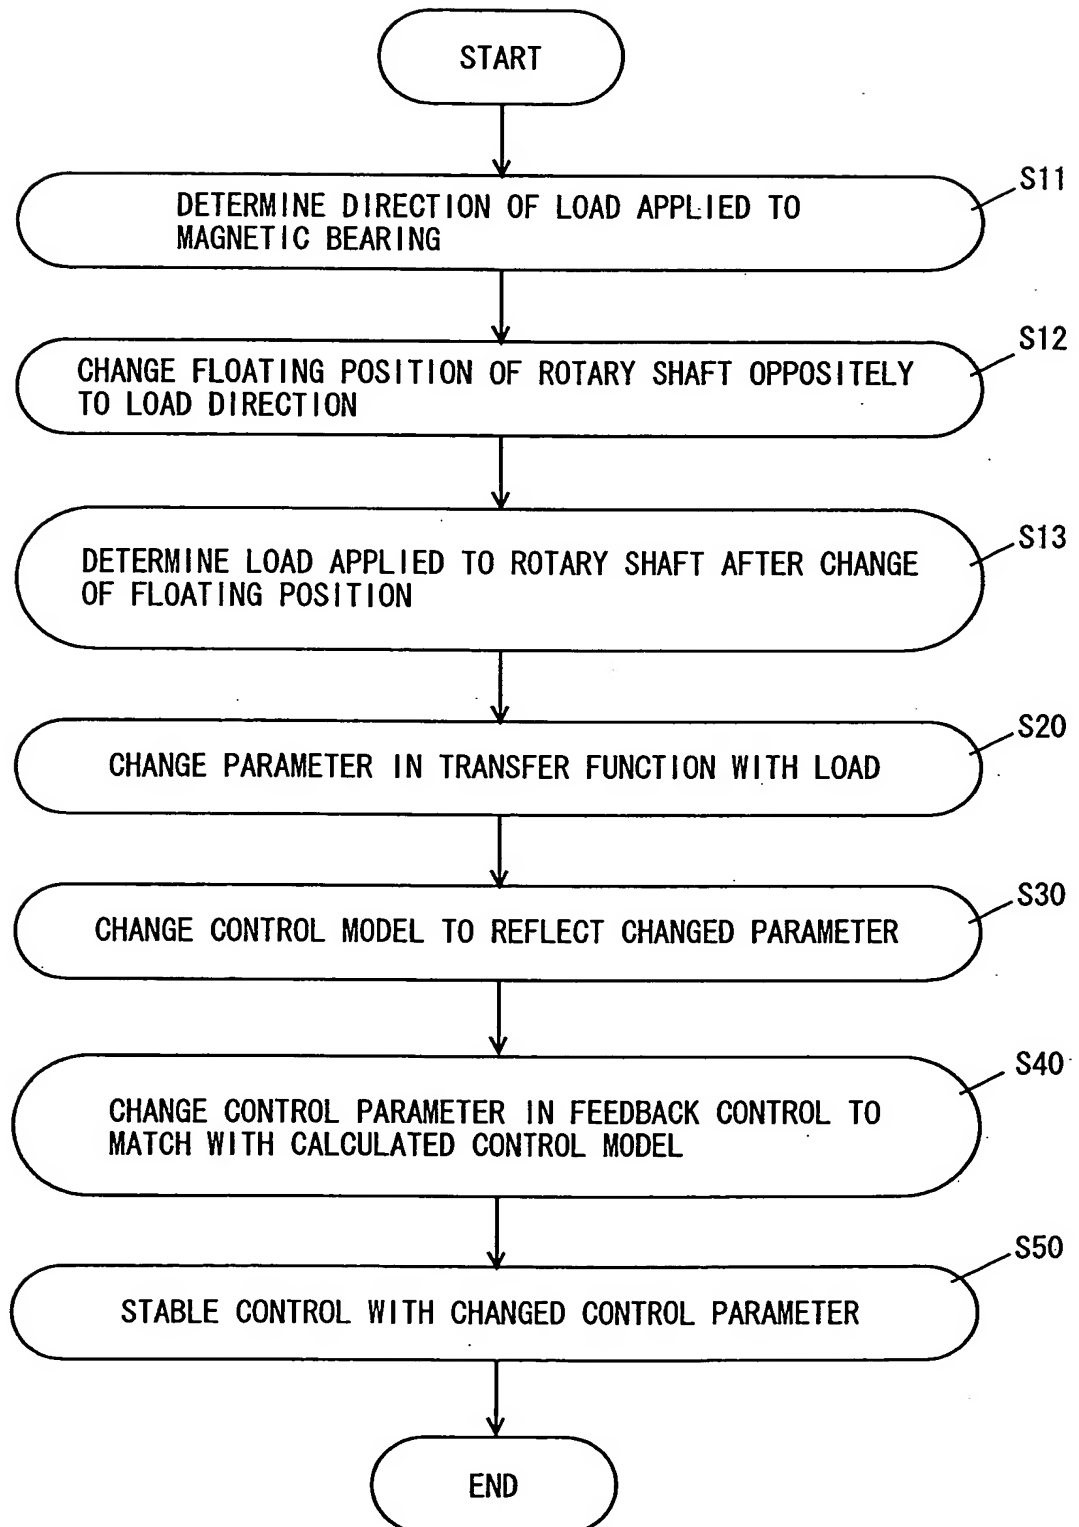 START
S11
DETERMINE DIRECTION OF LOAD APPLIED TO
MAGNETIC BEARING
S12
CHANGE FLOATING POSITION OF ROTARY SHAFT OPPOSITELY
TO LOAD DIRECTION
S13
DETERMINE LOAD APPLIED TO ROTARY SHAFT AFTER CHANGE
OF FLOATING POSITION
S20
CHANGE PARAMETER IN TRANSFER FUNCTION WITH LOAD
S30
CHANGE CONTROL MODEL TO REFLECT CHANGED PARAMETER
S40
CHANGE CONTROL PARAMETER IN FEEDBACK CONTROL TO
MATCH WITH CALCULATED CONTROL MODEL
S50
STABLE CONTROL WITH CHANGED CONTROL PARAMETER
END